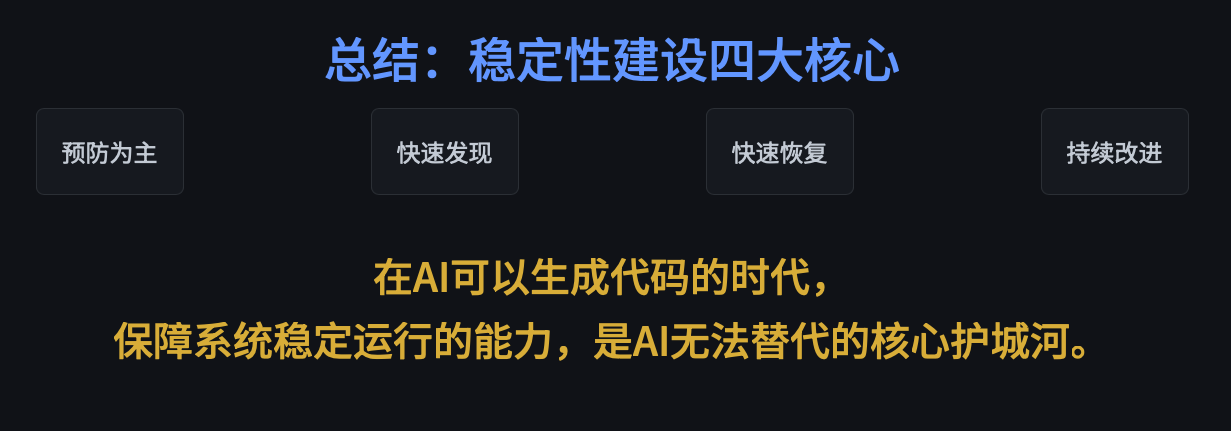 总结：稳定性建设四大核心
预防为主
快速发现
快速恢复
持续改进
在AI可以生成代码的时代，
保障系统稳定运行的能力，是AI无法替代的核心护城河。